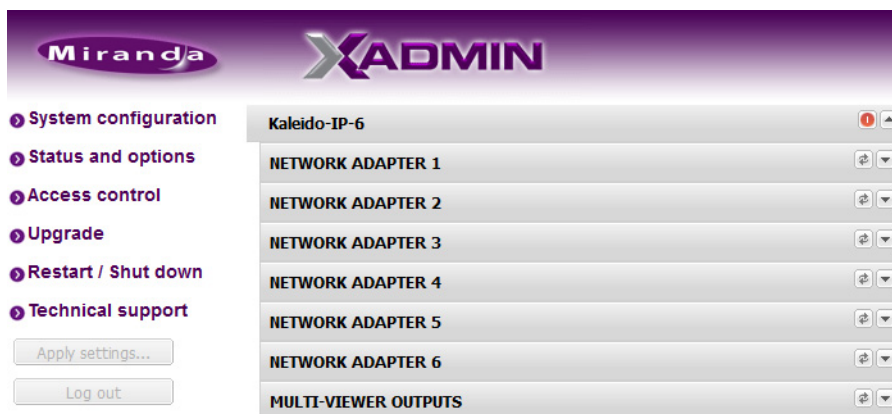 Miranda
XADMIN
System configuration
Status and options
Access control
Upgrade
Restart / Shut down
Technical support
Apply settings...
Log out
Kaleido-IP-6
NETWORK ADAPTER 1
NETWORK ADAPTER 2
NETWORK ADAPTER 3
NETWORK ADAPTER 4
NETWORK ADAPTER 5
NETWORK ADAPTER 6
MULTI-VIEWER OUTPUTS